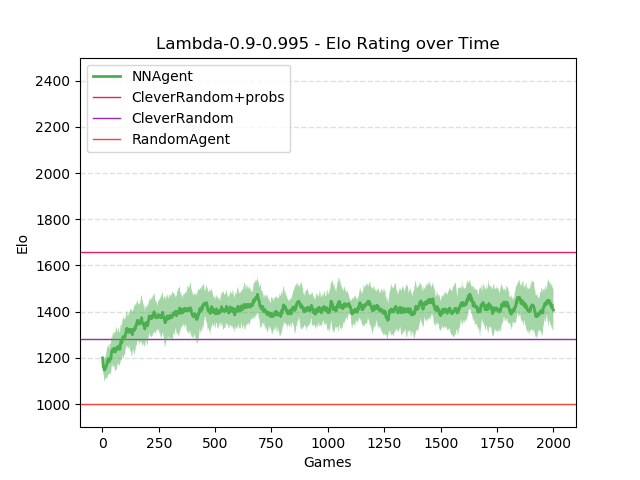 Lambda-0.9-0.995 - Elo Rating over Time
NNAgent
CleverRandom+probs
CleverRandom
RandomAgent
Elo
2400
2200
2000
1800
1600
1400
1200
1000
0 250 500 750 1000 1250 1500 1750 2000
Games